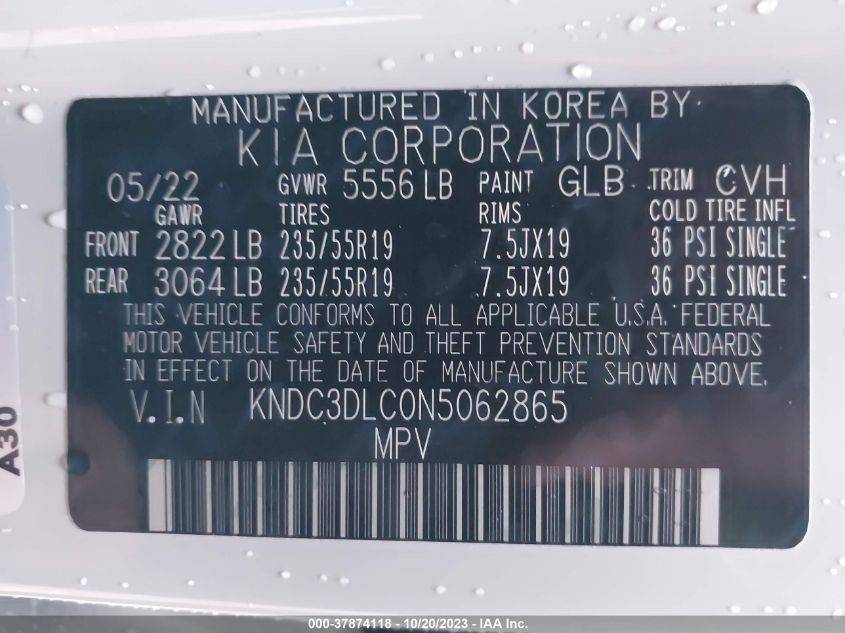 MANUFACTURED IN KOREA BY:
KIA CORPORATION
05/22 GVWR 5556 LB PAINT GLB TRIM CVH
GAWR TIRES RIMS COLD TIRE INFL
FRONT 2822 LB 235/55R19 7.5JX19 36 PSI SINGLE
REAR 3064 LB 235/55R19 7.5JX19 36 PSI SINGLE
THIS VEHICLE CONFORMS TO ALL APPLICABLE U.S.A. FEDERAL
MOTOR VEHICLE SAFETY AND THEFT PREVENTION STANDARDS
IN EFFECT ON THE DATE OF MANUFACTURE SHOWN ABOVE.
V.I.N KNDC3DLC0N5062865
MPV
A30
000-37874118 - 10/20/2023 - IAA Inc.